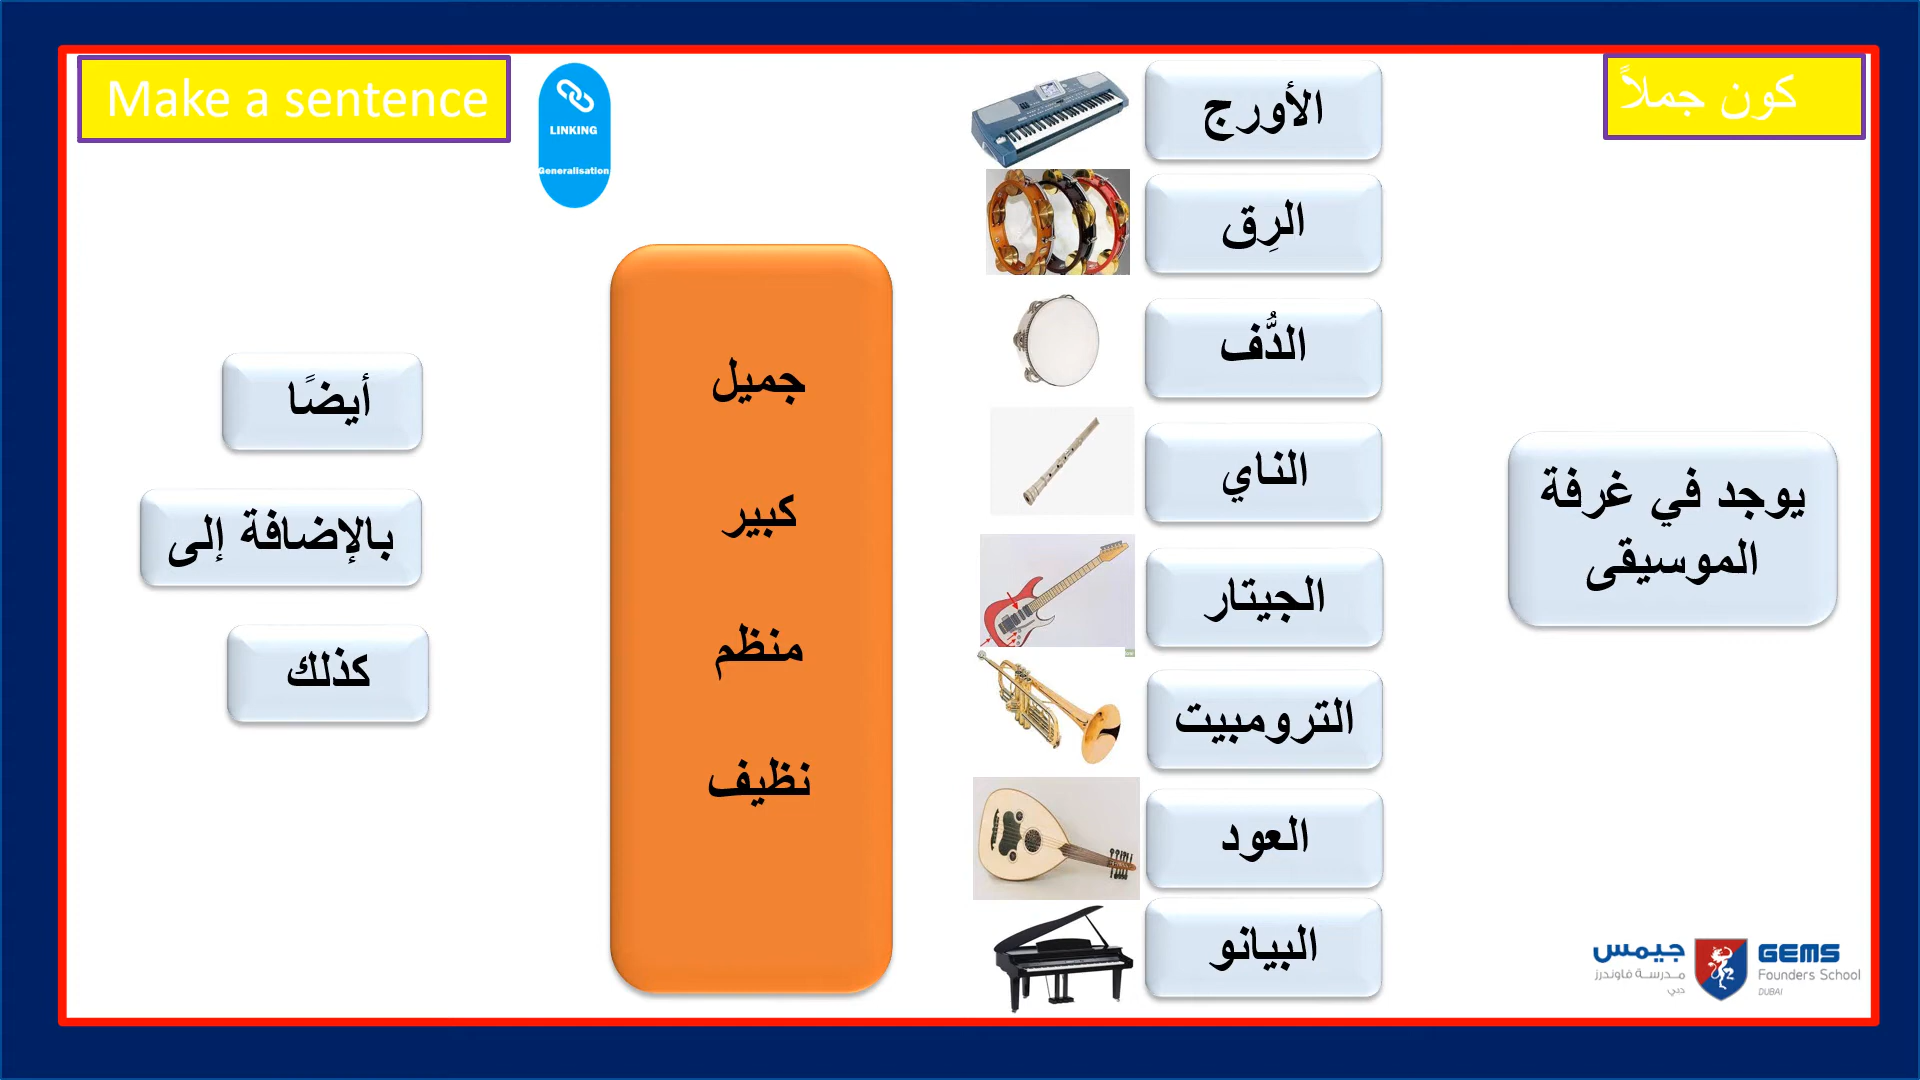 كون جملاً
Make a sentence
LINKING
Generalisation
يوجد في غرفة
الموسيقى
الأورج
الرِق
الدُّف
الناي
الجيتار
الترومبيت
العود
البيانو
جميل
كبير
منظم
نظيف
أيضًا
بالإضافة إلى
كذلك
جيمس
مدرسة فاوندرز
دبي
GEMS
Founders School
DUBAI